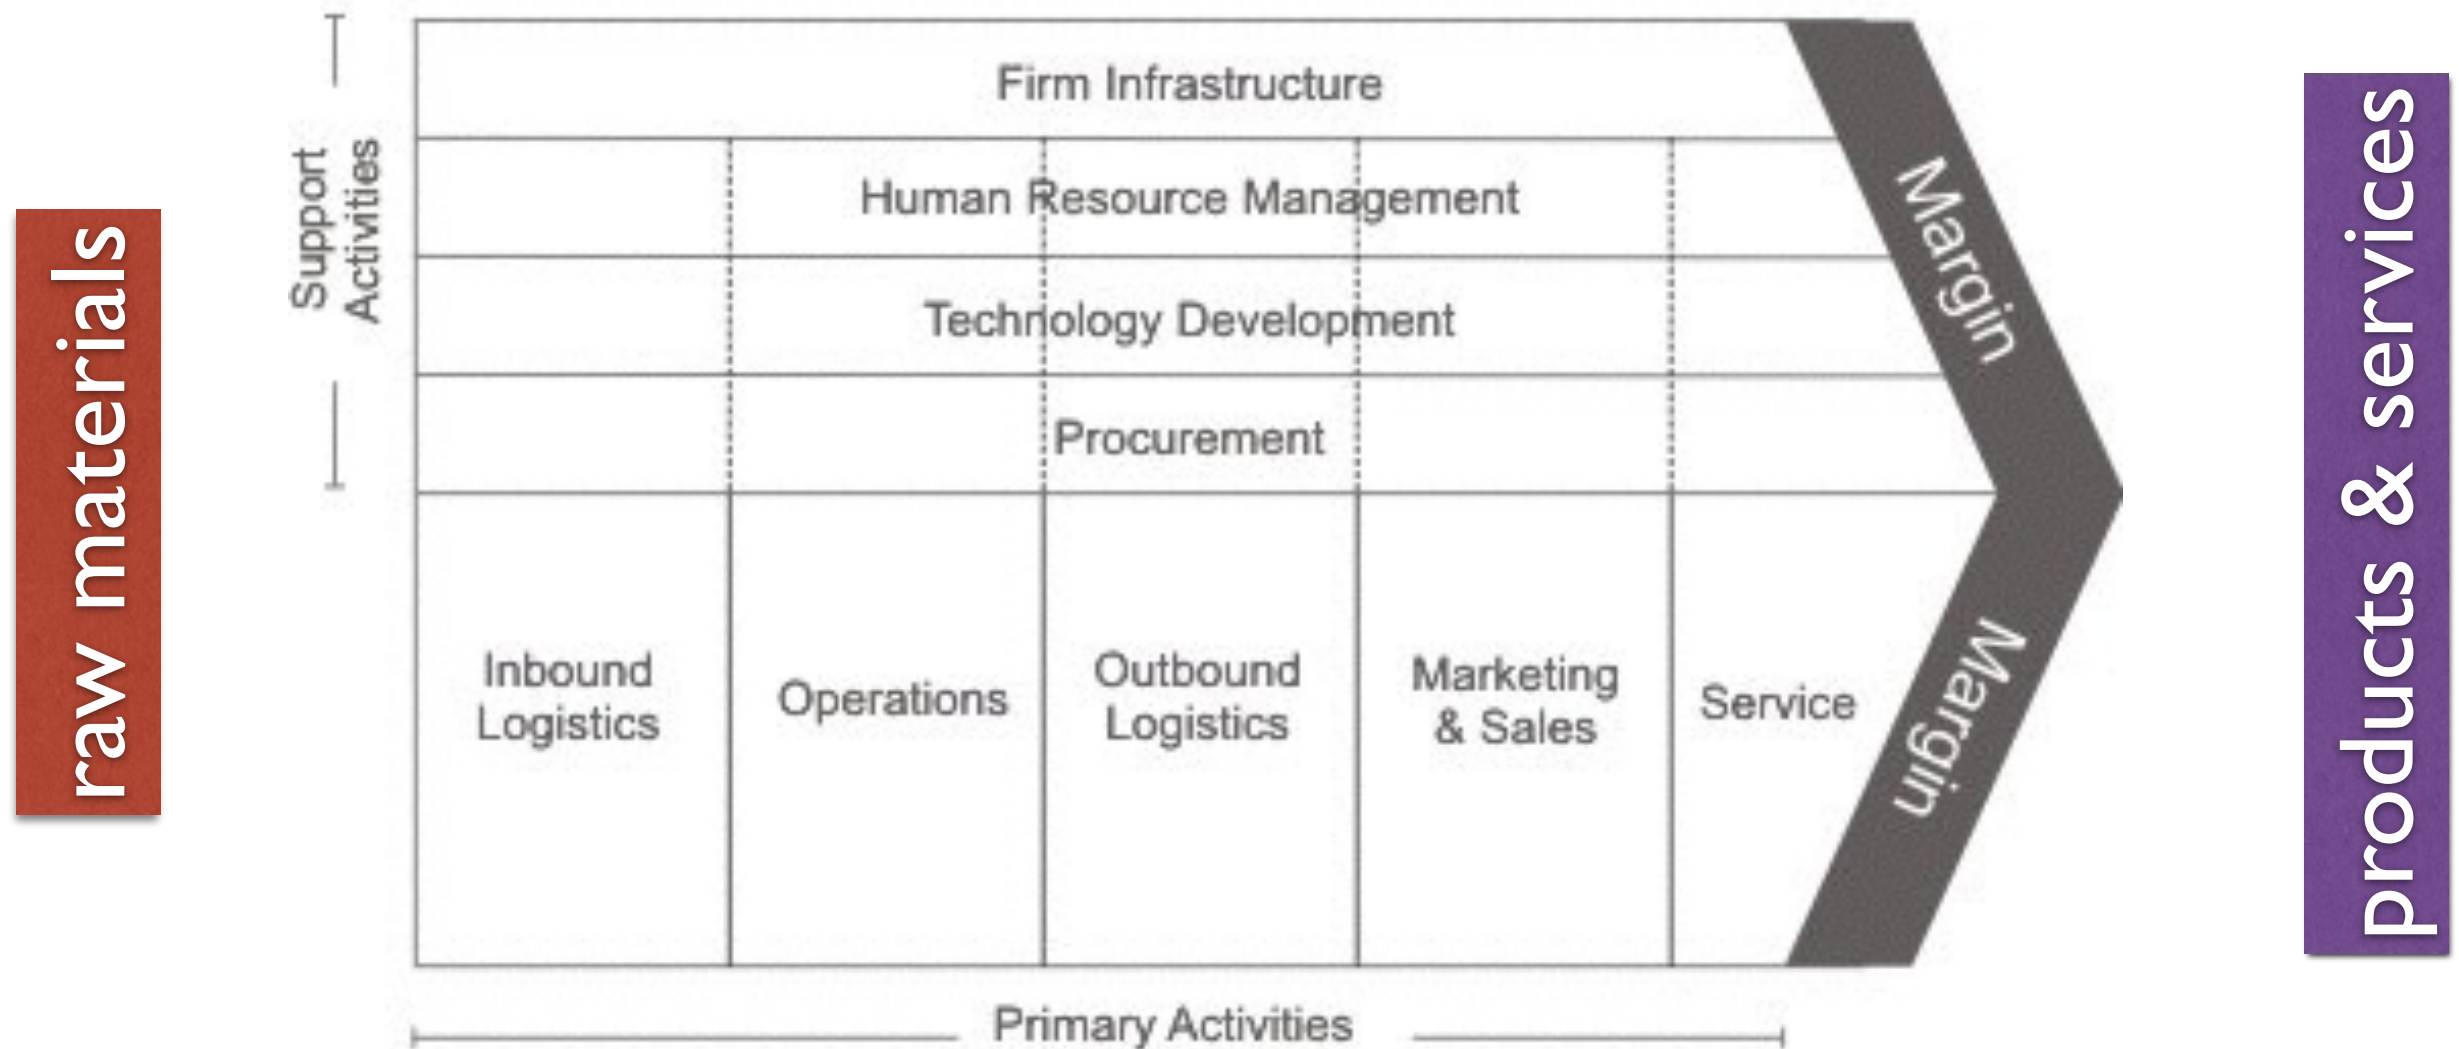 raw materials
Support
Activities
Firm Infrastructure
Human Resource Management
Technology Development
Procurement
Inbound
Logistics
Operations
Outbound
Logistics
Marketing
& Sales
Service
Margin
Margin
Primary Activities
products & services